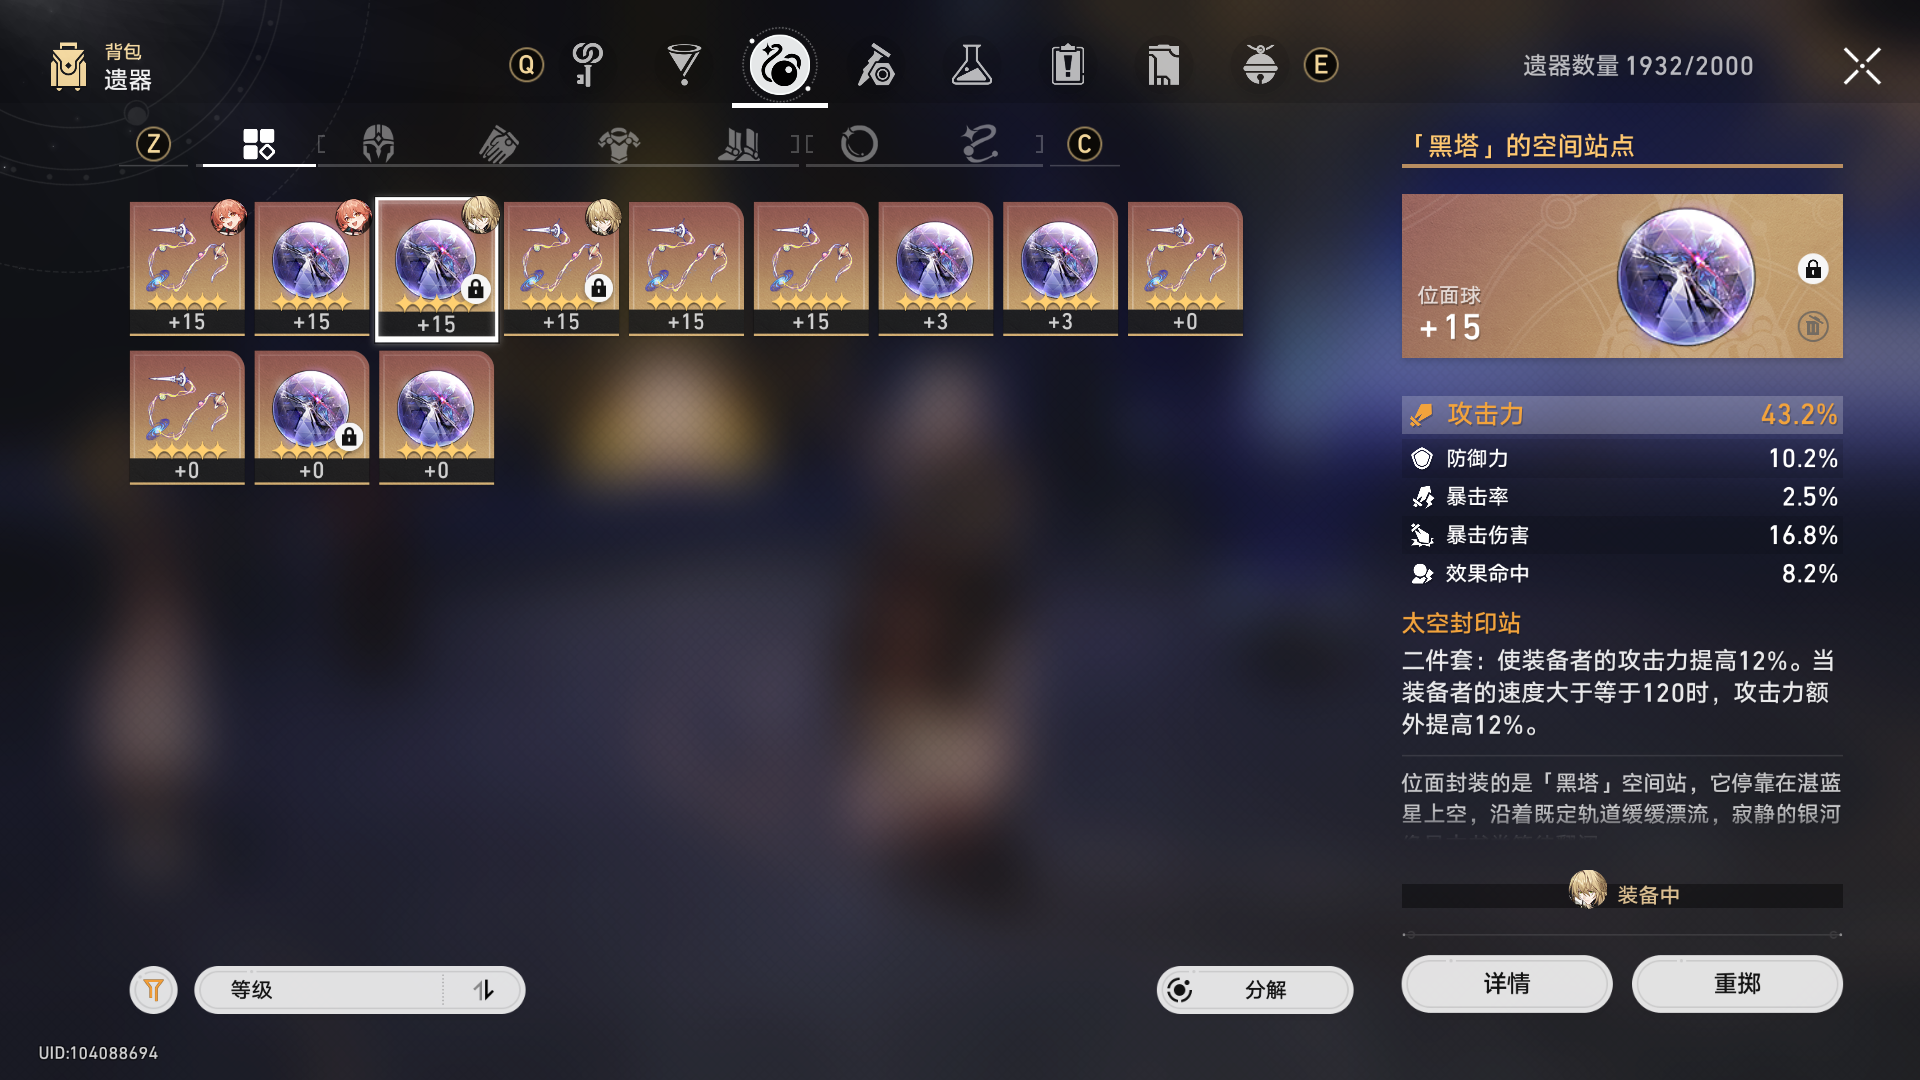 背包
遗器
Q
E
遗器数量 1932/2000
Z
C
+15
+15
+15
+15
+15
+15
+3
+3
+0
+0
+0
+0
「黑塔」的空间站点
位面球
+15
攻击力 43.2%
防御力 10.2%
暴击率 2.5%
暴击伤害 16.8%
效果命中 8.2%
太空封印站
二件套：使装备者的攻击力提高12%。当
装备者的速度大于等于120时，攻击力额
外提高12%。
位面封装的是「黑塔」空间站，它停靠在湛蓝
星上空，沿着既定轨道缓缓漂流，寂静的银河
装备中
等级
分解
详情
重掷
UID:104088694